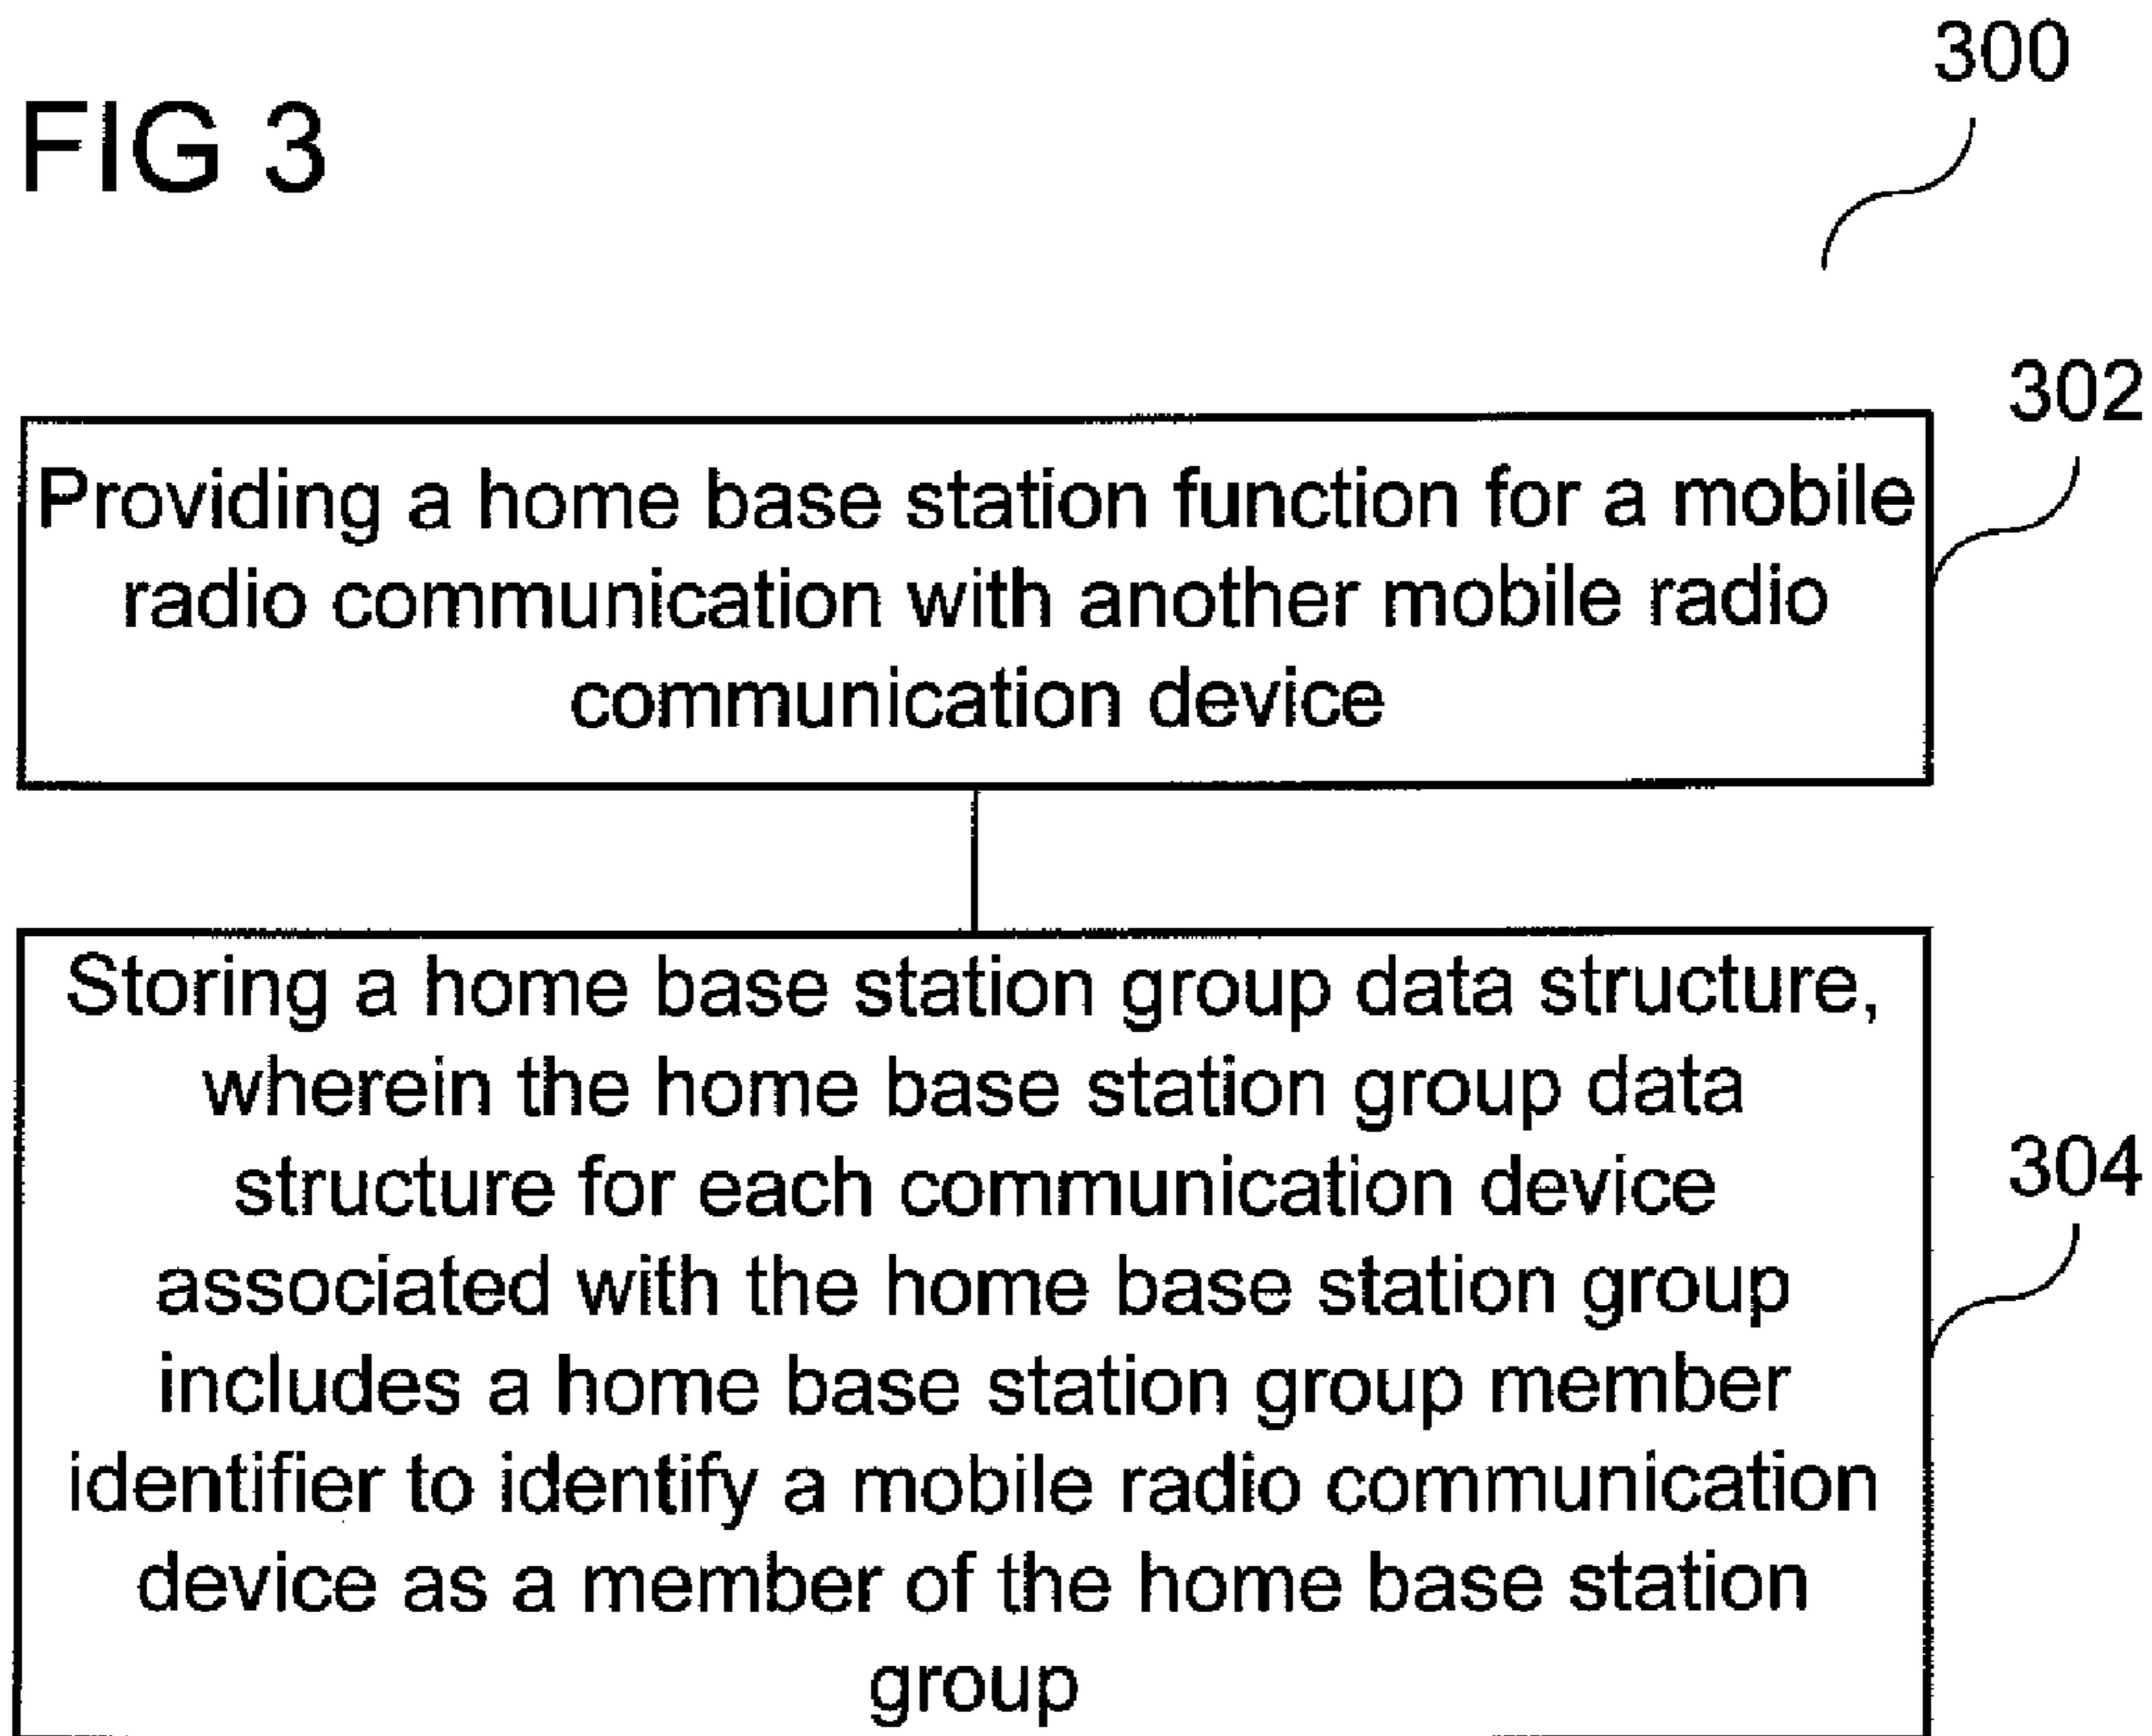 300
FIG 3
302
Providing a home base station function for a mobile
radio communication with another mobile radio
communication device
Storing a home base station group data structure,
wherein the home base station group data
structure for each communication device
304
associated with the home base station group
includes a home base station group member
identifier to identify a mobile radio communication
device as a member of the home base station
group